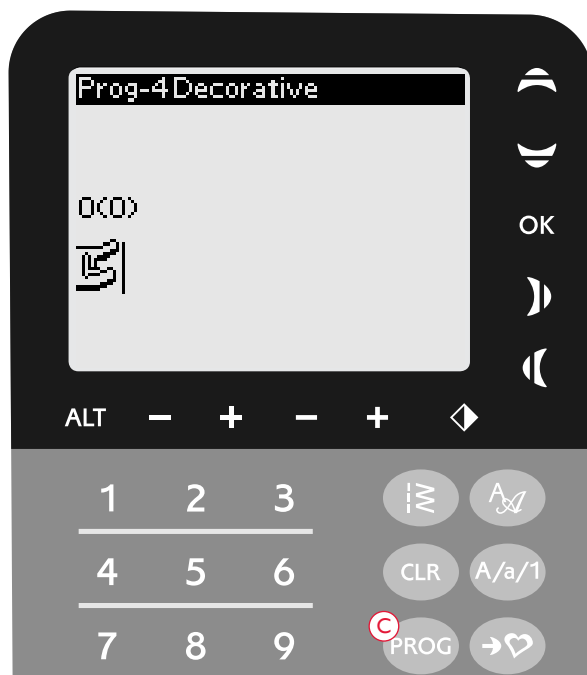 Prog-4 Decorative
0(0)
OK
ALT - + - +
1 2 3 A
4 5 6 CLR A/a/1
C
7 8 9 PROG